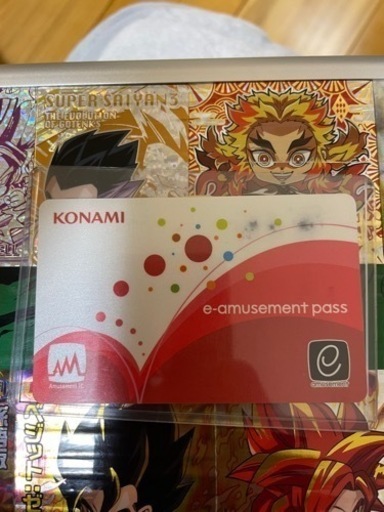 SUPER SAIYAN3
THE EVOLUTION
OF GOTENKS
KONAMI
e-amusement pass
Amusement IC